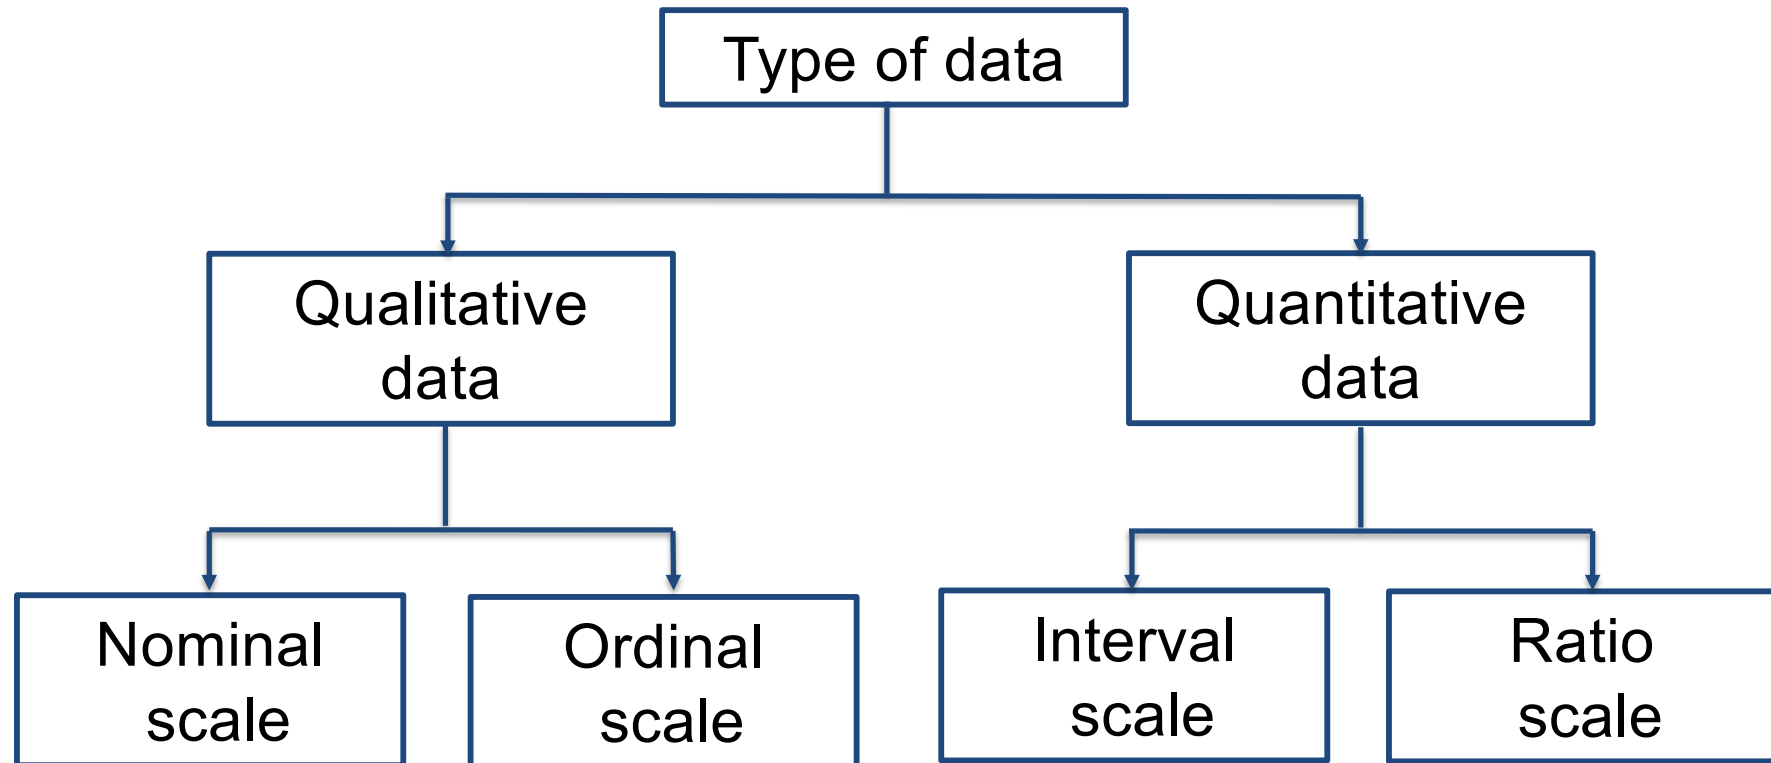 Type of data
Qualitative
data
Quantitative
data
Nominal
scale
Ordinal
scale
Interval
scale
Ratio
scale